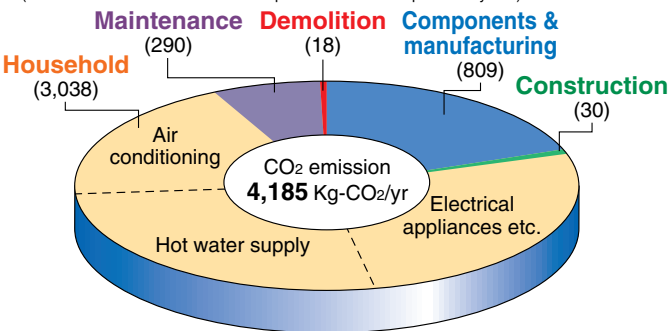 Maintenance
(290)
Demolition
(18)
Components &
manufacturing
(809)
Household
(3,038)
Construction
(30)
Air
conditioning
CO2 emission
4,185 Kg-CO2/yr
Electrical
appliances etc.
Hot water supply